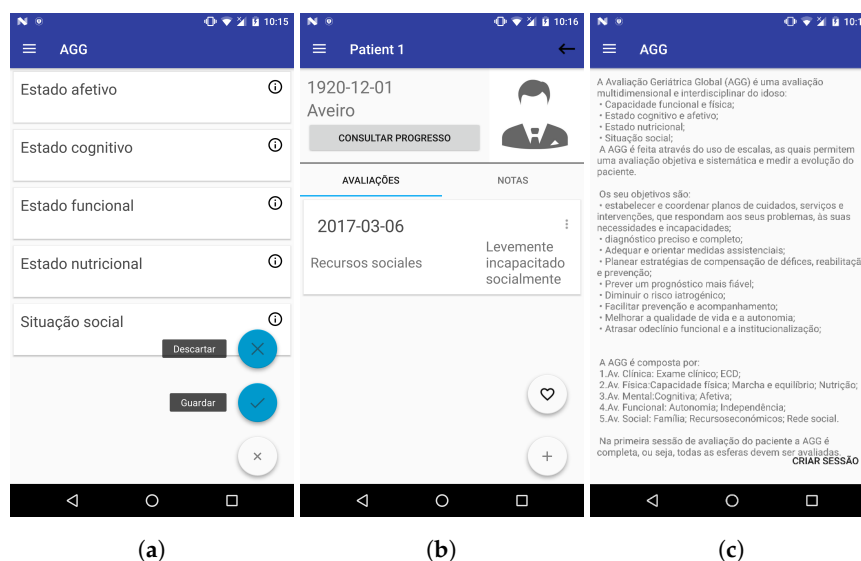 10:15
AGG
Estado afetivo
Estado cognitivo
Estado funcional
Estado nutricional
Situação social
Descartar
Guardar
(a)
10:16
Patient 1
1920-12-01
Aveiro
CONSULTAR PROGRESSO
AVALIAÇÕES
NOTAS
2017-03-06
Recursos sociales
Levemente
incapacitado
socialmente
(b)
AGG
A Avaliação Geriátrica Global (AGG) é uma avaliação
multidimensional e interdisciplinar do idoso:
• Capacidade funcional e física;
• Estado cognitivo e afetivo;
• Estado nutricional;
• Situação social;
A AGG é feita através do uso de escalas, as quais permitem
uma avaliação objetiva e sistemática e medir a evolução do
paciente.
Os seu objetivos são:
• estabelecer e coordenar planos de cuidados, serviços e
intervenções, que respondam aos seus problemas, às suas
necessidades e incapacidades;
• diagnóstico preciso e completo;
• Adequar e orientar medidas assistenciais;
• Planear estratégias de compensação de défices, reabilitaçã
e prevenção;
• Prever um prognóstico mais fiável;
• Diminuir o risco iatrogénico;
• Facilitar prevenção e acompanhamento;
• Melhorar a qualidade de vida e a autonomia;
• Atrasar odeclínio funcional e a institucionalização;
A AGG é composta por:
1.Av. Clínica: Exame clínico; ECD;
2.Av. Física:Capacidade física; Marcha e equilíbrio; Nutrição;
3.Av. Mental:Cognitiva; Afetiva;
4.Av. Funcional: Autonomia; Independência;
5.Av. Social: Família; Recursoseconómicos; Rede social.
Na primeira sessão de avaliação do paciente a AGG é
completa, ou seja, todas as esferas devem ser avaliadas.
CRIAR SESSÃO
(c)